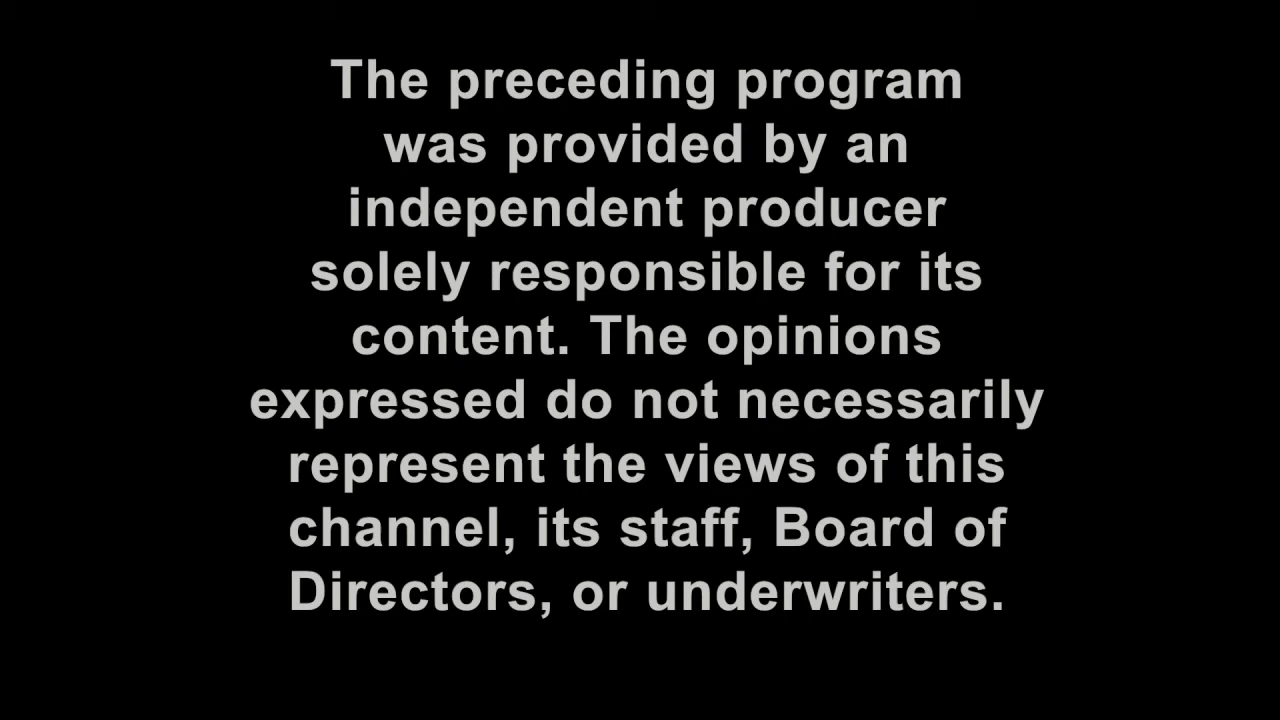 The preceding program
was provided by an
independent producer
solely responsible for its
content. The opinions
expressed do not necessarily
represent the views of this
channel, its staff, Board of
Directors, or underwriters.